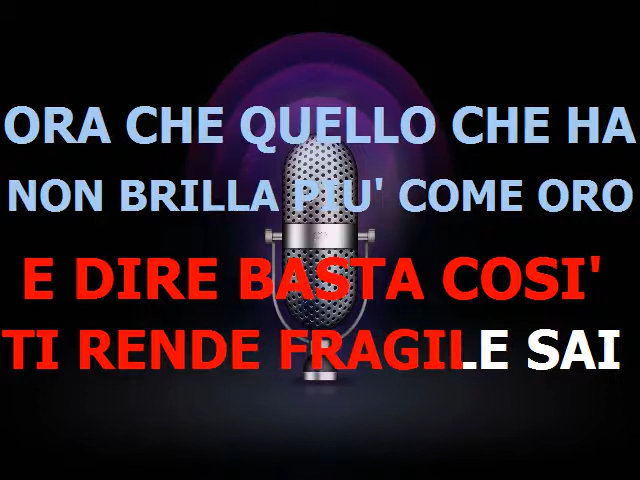 ORA CHE QUELLO CHE HA
NON BRILLA PIU' COME ORO
E DIRE BASTA COSI'
TI RENDE FRAGILE SAI